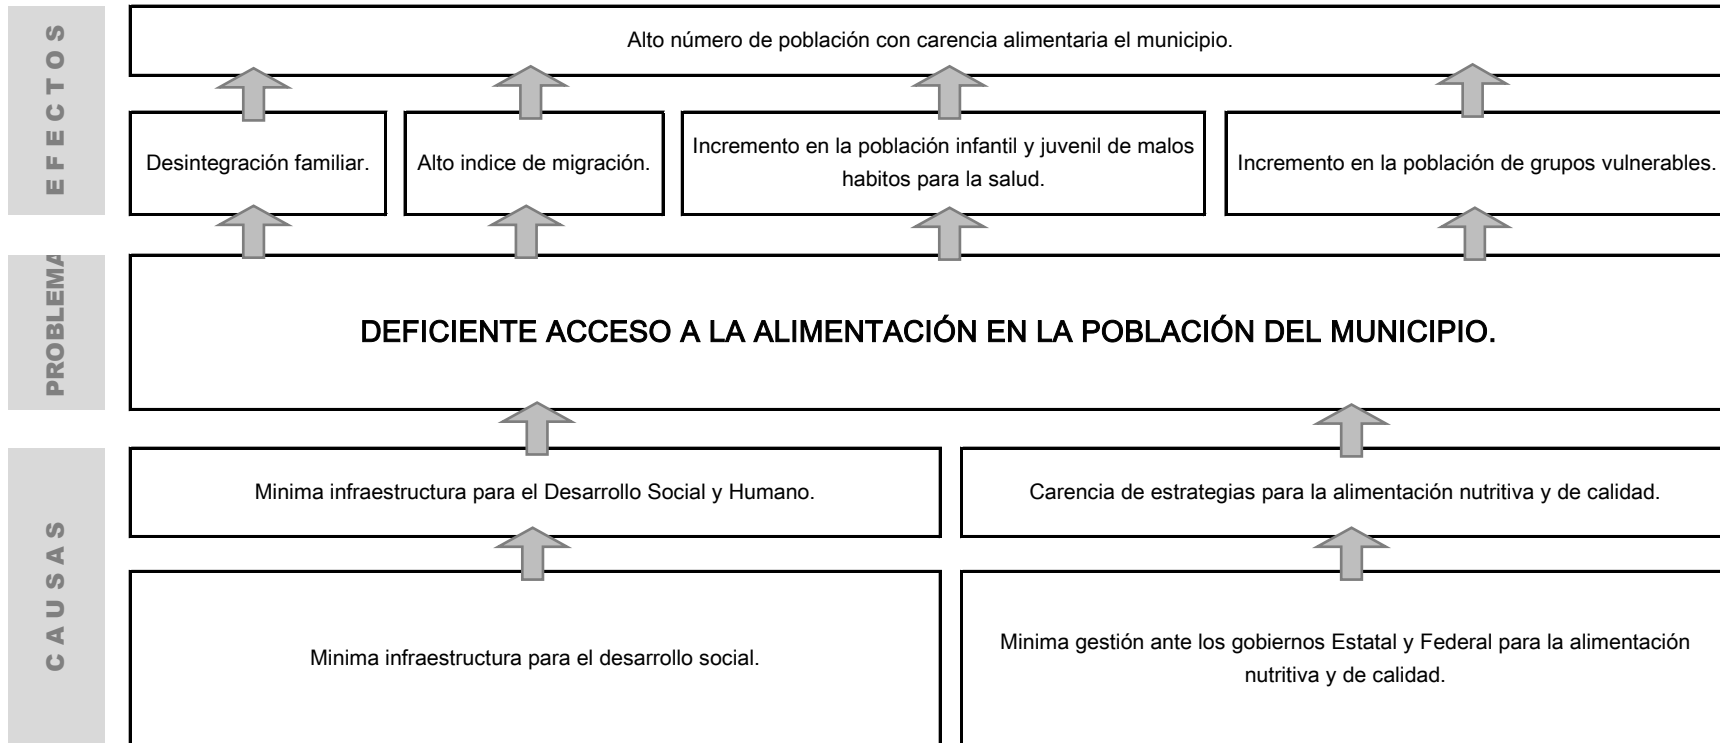 EFECTOS
Alto número de población con carencia alimentaria el municipio.
Desintegración familiar.
Alto indice de migración.
Incremento en la población infantil y juvenil de malos
habitos para la salud.
Incremento en la población de grupos vulnerables.
PROBLEMA
DEFICIENTE ACCESO A LA ALIMENTACIÓN EN LA POBLACIÓN DEL MUNICIPIO.
CAUSAS
Minima infraestructura para el Desarrollo Social y Humano.
Carencia de estrategias para la alimentación nutritiva y de calidad.
Minima infraestructura para el desarrollo social.
Minima gestión ante los gobiernos Estatal y Federal para la alimentación
nutritiva y de calidad.